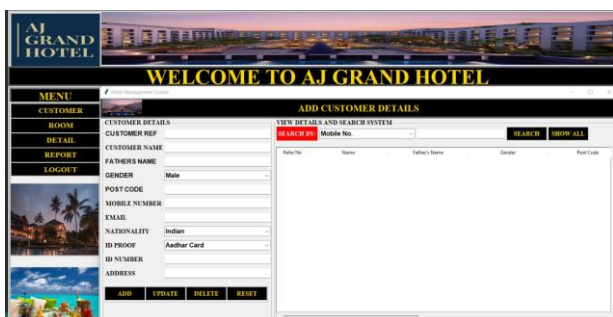 AJ
GRAND
HOTEL
WELCOME TO AJ GRAND HOTEL
MENU
CUSTOMER
ROOM
DETAIL
REPORT
LOGOUT
Hotel Management System
ADD CUSTOMER DETAILS
CUSTOMER DETAILS
CUSTOMER REF
CUSTOMER NAME
FATHERS NAME
GENDER Male
POST CODE
MOBILE NUMBER
EMAIL
NATIONALITY Indian
ID PROOF Aadhar Card
ID NUMBER
ADDRESS
ADD UPDATE DELETE RESET
VIEW DETAILS AND SEARCH SYSTEM
SEARCH BY: Mobile No. SEARCH SHOW ALL
Refer No Name Father's Name Gender Post Code